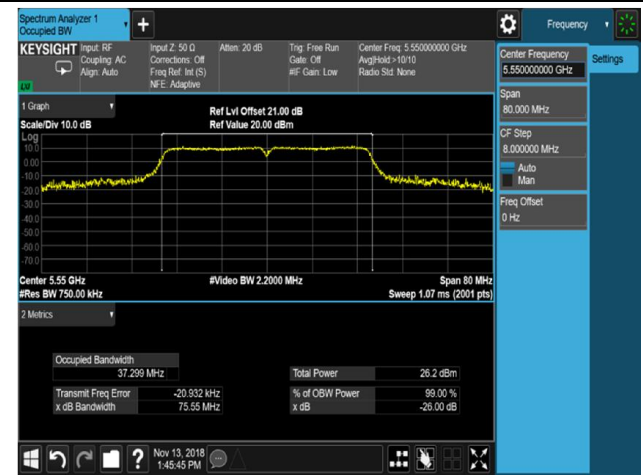 Spectrum Analyzer 1
Occupied BW
Frequency
KEYSIGHT
Input: RF
Coupling: AC
Align: Auto
Input Z: 50 Ω
Corrections: Off
Freq Ref: Int (S)
NFE: Adaptive
Atten: 20 dB
Trig: Free Run
Gate: Off
#IF Gain: Low
Center Freq: 5.550000000 GHz
Avg|Hold:>10/10
Radio Std: None
LXI
Center Frequency
5.550000000 GHz
Settings
Span
80.000 MHz
CF Step
8.000000 MHz
Auto
Man
Freq Offset
0 Hz
1 Graph
Scale/Div 10.0 dB
Ref Lvl Offset 21.00 dB
Ref Value 20.00 dBm
Log
10.0
0.00
-10.0
-20.0
-30.0
-40.0
-50.0
-60.0
-70.0
Center 5.55 GHz
#Res BW 750.00 kHz
#Video BW 2.2000 MHz
Span 80 MHz
Sweep 1.07 ms (2001 pts)
2 Metrics
Occupied Bandwidth
37.299 MHz
Total Power 26.2 dBm
Transmit Freq Error -20.932 kHz
% of OBW Power 99.00 %
x dB Bandwidth 75.55 MHz
x dB -26.00 dB
Nov 13, 2018
1:45:45 PM